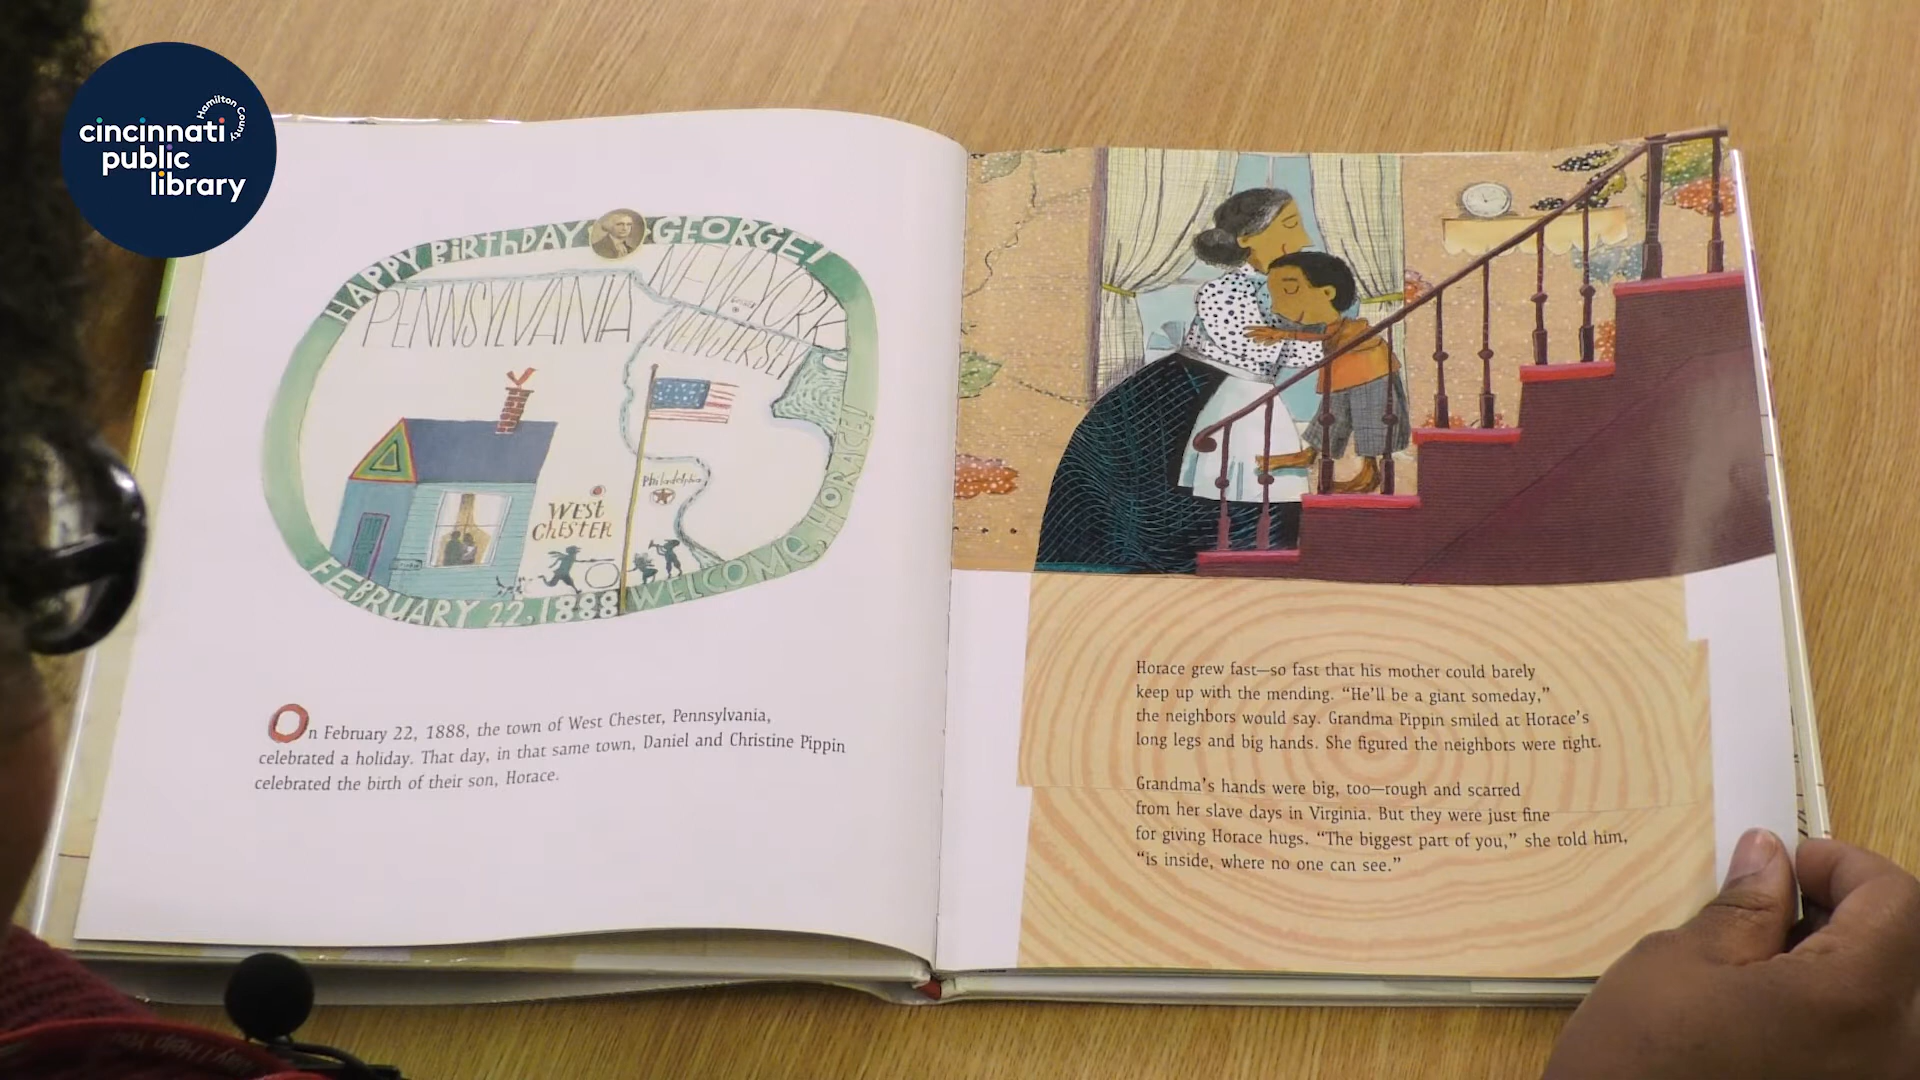 cincinnati
public
library
Hamilton County
HAPPY BIRTHDAY GEORGE!
PENNSYLVANIA
NEW YORK
NEW JERSEY
Philadelphia
WEST
CHESTER
FEBRUARY 22, 1888 WELCOME, HORACE!
On February 22, 1888, the town of West Chester, Pennsylvania,
celebrated a holiday. That day, in that same town, Daniel and Christine Pippin
celebrated the birth of their son, Horace.
Horace grew fast—so fast that his mother could barely
keep up with the mending. “He’ll be a giant someday,”
the neighbors would say. Grandma Pippin smiled at Horace’s
long legs and big hands. She figured the neighbors were right.
Grandma’s hands were big, too—rough and scarred
from her slave days in Virginia. But they were just fine
for giving Horace hugs. “The biggest part of you,” she told him,
“is inside, where no one can see.”